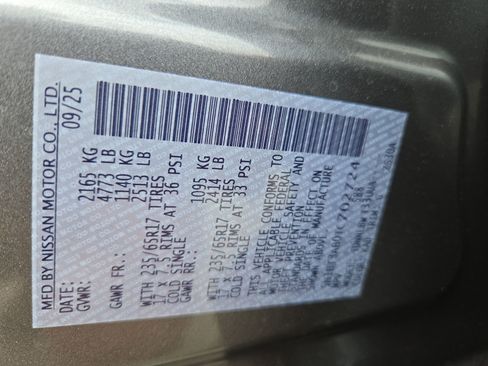 MFD BY NISSAN MOTOR CO., LTD.
DATE: 09/25
GVWR: 2165 KG
4773 LB
GAWR FR.: 1140 KG
2513 LB
WITH 235/65R17 TIRES
17 X 7.5 RIMS AT 36 PSI
COLD SINGLE
GAWR RR.: 1095 KG
2414 LB
WITH 235/65R17 TIRES
17 X 7.5 RIMS AT 33 PSI
COLD SINGLE
THIS VEHICLE CONFORMS TO
ALL APPLICABLE FEDERAL
MOTOR VEHICLE SAFETY AND
THEFT PREVENTION
STANDARDS IN EFFECT ON
THE DATE OF MANUFACTURE
SHOWN ABOVE.
702724